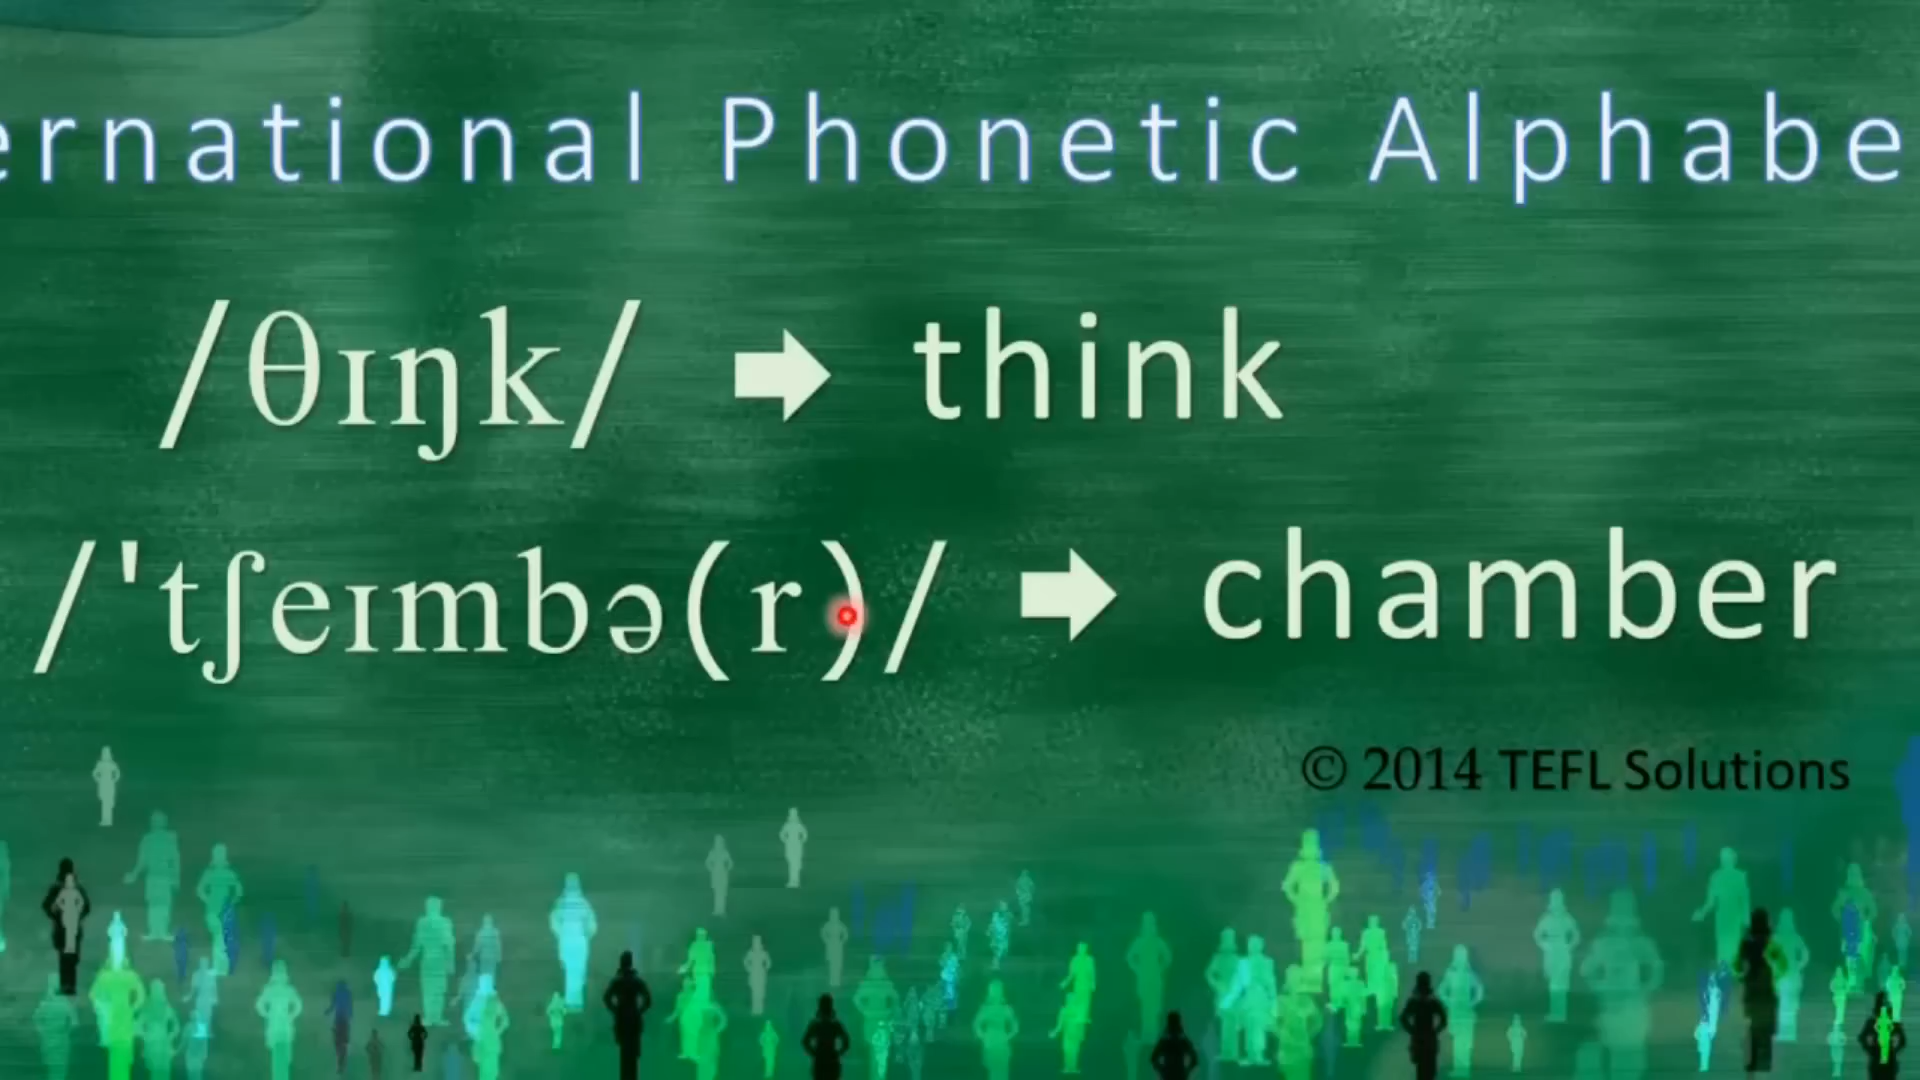 ernational Phonetic Alphabe
/θɪŋk/ ➡ think
/ˈtʃeɪmbə(r)/ ➡ chamber
© 2014 TEFL Solutions